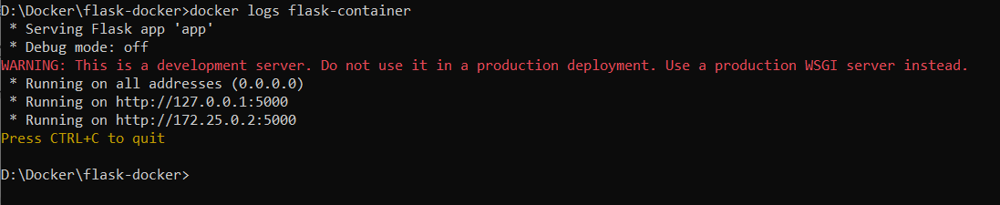 D:\Docker\flask-docker>docker logs flask-container
 * Serving Flask app 'app'
 * Debug mode: off
WARNING: This is a development server. Do not use it in a production deployment. Use a production WSGI server instead.
 * Running on all addresses (0.0.0.0)
 * Running on http://127.0.0.1:5000
 * Running on http://172.25.0.2:5000
Press CTRL+C to quit
D:\Docker\flask-docker>